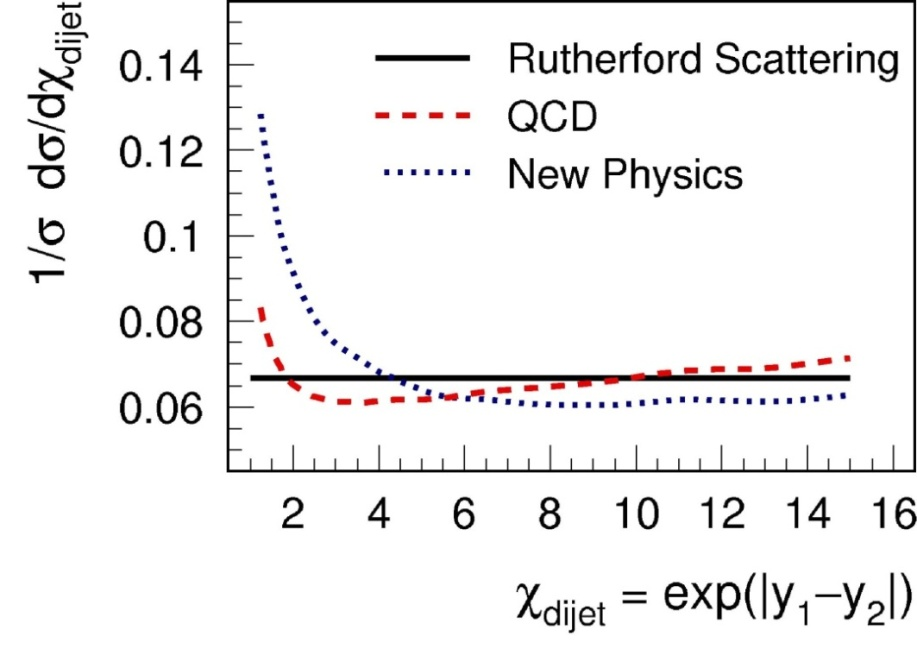 1/σ dσ/dχdijet
0.14
0.12
0.1
0.08
0.06
Rutherford Scattering
QCD
New Physics
2 4 6 8 10 12 14 16
χdijet = exp(|y1−y2|)